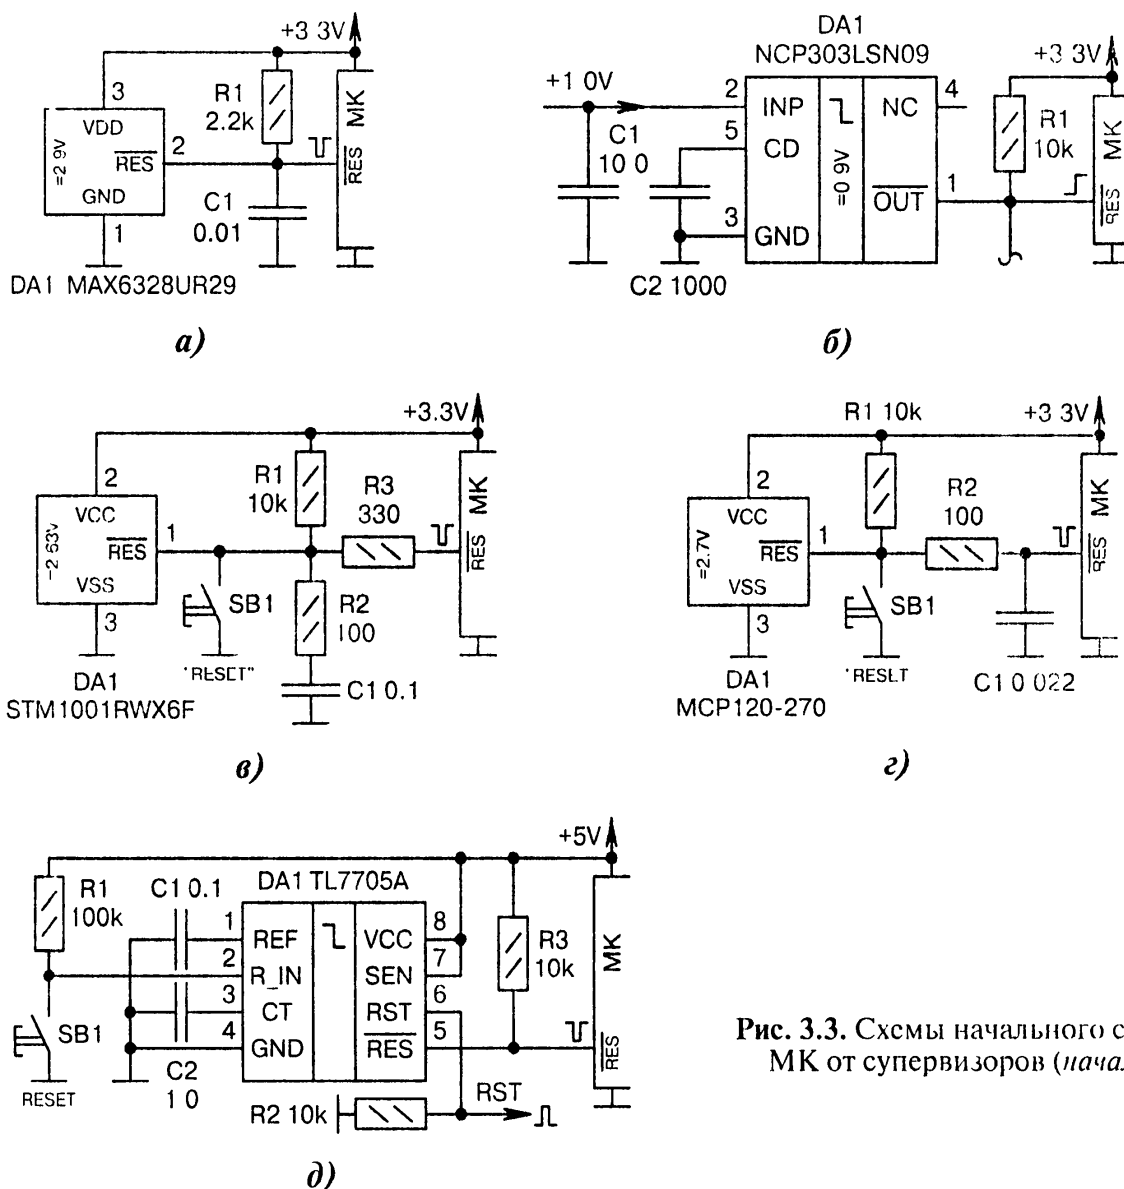 +3 3V
3
VDD
=2 9V
RES
2
GND
1
R1
2.2k
C1
0.01
МК
RES
DA1 MAX6328UR29
а)
DA1
NCP303LSN09
+1 0V
2
INP
NC
4
5
CD
=0 9V
C1
10 0
3
GND
OUT
1
C2 1000
+3 3V
R1
10k
МК
RES
б)
+3.3V
2
VCC
−2 63V
RES
1
VSS
3
R1
10k
R3
330
R2
100
SB1
"RESET"
C1 0.1
МК
RES
DA1
STM1001RWX6F
в)
R1 10k
+3 3V
2
VCC
=2.7V
RES
1
VSS
3
R2
100
SB1
'RESET
C1 0 022
МК
RES
DA1
MCP120-270
г)
+5V
R1
100k
C1 0.1
DA1 TL7705A
1
REF
VCC
8
2
R_IN
SEN
7
3
CT
RST
6
4
GND
RES
5
SB1
RESET
C2
1 0
R3
10k
МК
RES
R2 10k
RST
д)
Рис. 3.3. Схемы начального с
МК от супервизоров (начал